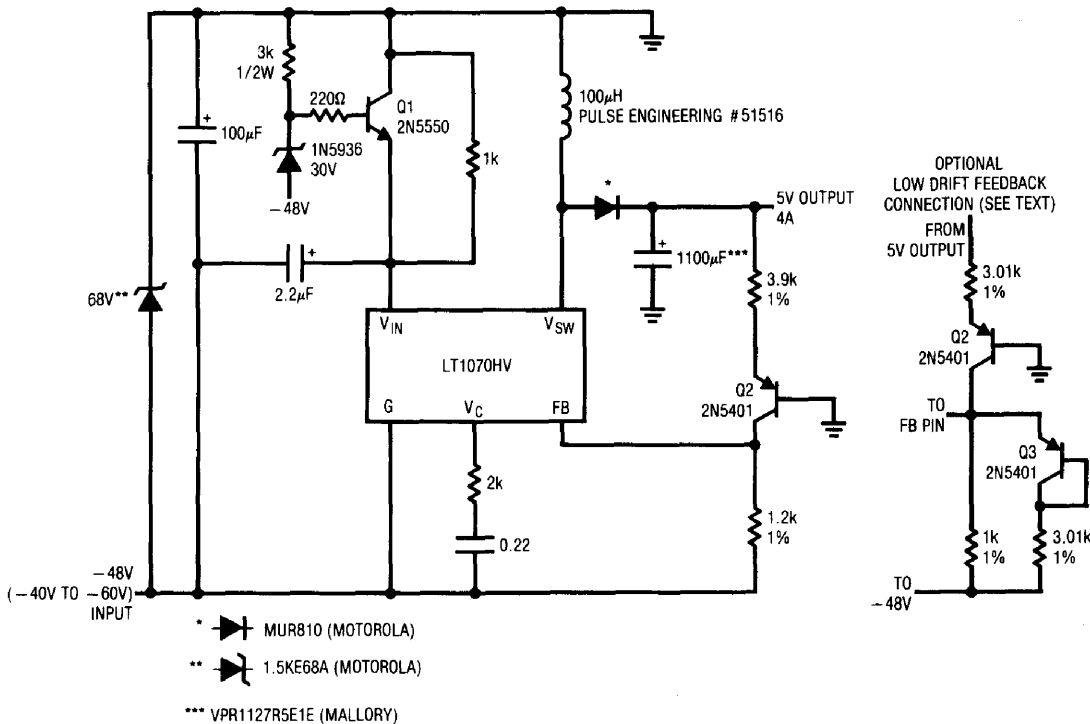 3k
1/2W
220Ω
Q1
2N5550
+
100µF
1N5936
30V
−48V
1k
100µH
PULSE ENGINEERING #51516
*
5V OUTPUT
4A
+
1100µF***
OPTIONAL
LOW DRIFT FEEDBACK
CONNECTION (SEE TEXT)
FROM
5V OUTPUT
3.01k
1%
68V**
+
2.2µF
3.9k
1%
VIN
VSW
LT1070HV
G
VC
FB
Q2
2N5401
Q2
2N5401
TO
FB PIN
Q3
2N5401
2k
0.22
1.2k
1%
1k
1%
3.01k
1%
−48V
(−40V TO −60V)
INPUT
TO
−48V
* MUR810 (MOTOROLA)
** 1.5KE68A (MOTOROLA)
*** VPR1127R5E1E (MALLORY)